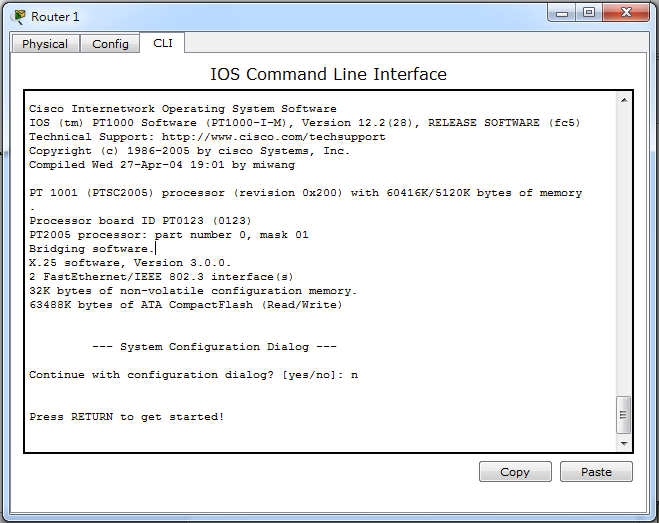 Router 1
Physical Config CLI
IOS Command Line Interface
Cisco Internetwork Operating System Software
IOS (tm) PT1000 Software (PT1000-I-M), Version 12.2(28), RELEASE SOFTWARE (fc5)
Technical Support: http://www.cisco.com/techsupport
Copyright (c) 1986-2005 by cisco Systems, Inc.
Compiled Wed 27-Apr-04 19:01 by miwang
PT 1001 (PTSC2005) processor (revision 0x200) with 60416K/5120K bytes of memory
.
Processor board ID PT0123 (0123)
PT2005 processor: part number 0, mask 01
Bridging software.
X.25 software, Version 3.0.0.
2 FastEthernet/IEEE 802.3 interface(s)
32K bytes of non-volatile configuration memory.
63488K bytes of ATA CompactFlash (Read/Write)
--- System Configuration Dialog ---
Continue with configuration dialog? [yes/no]: n
Press RETURN to get started!
Copy Paste